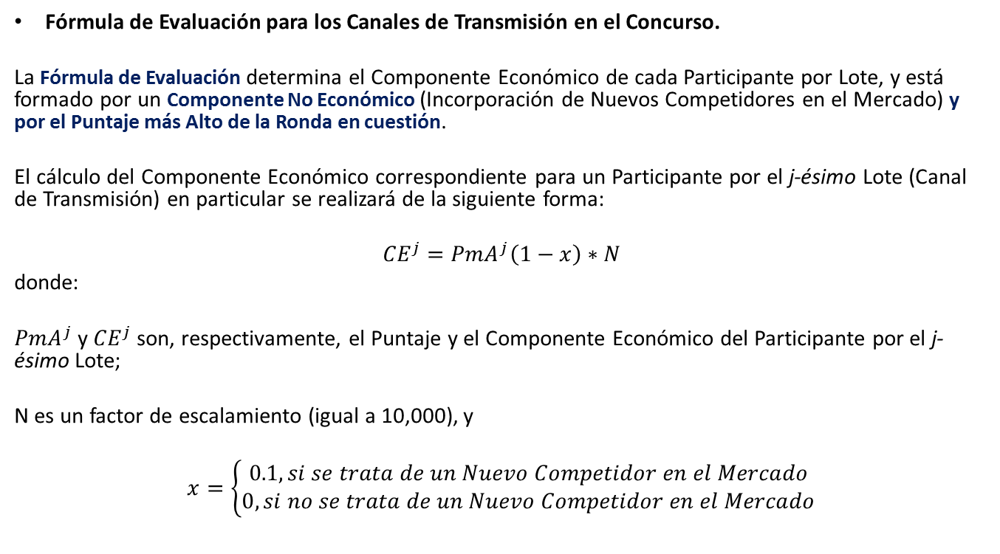 • Fórmula de Evaluación para los Canales de Transmisión en el Concurso.
La Fórmula de Evaluación determina el Componente Económico de cada Participante por Lote, y está
formado por un Componente No Económico (Incorporación de Nuevos Competidores en el Mercado) y
por el Puntaje más Alto de la Ronda en cuestión.
El cálculo del Componente Económico correspondiente para un Participante por el j-ésimo Lote (Canal
de Transmisión) en particular se realizará de la siguiente forma:
CE^j = PmA^j(1 − x) ∗ N
donde:
PmA^j y CE^j son, respectivamente, el Puntaje y el Componente Económico del Participante por el j-
ésimo Lote;
N es un factor de escalamiento (igual a 10,000), y
x = { 0.1, si se trata de un Nuevo Competidor en el Mercado
0, si no se trata de un Nuevo Competidor en el Mercado